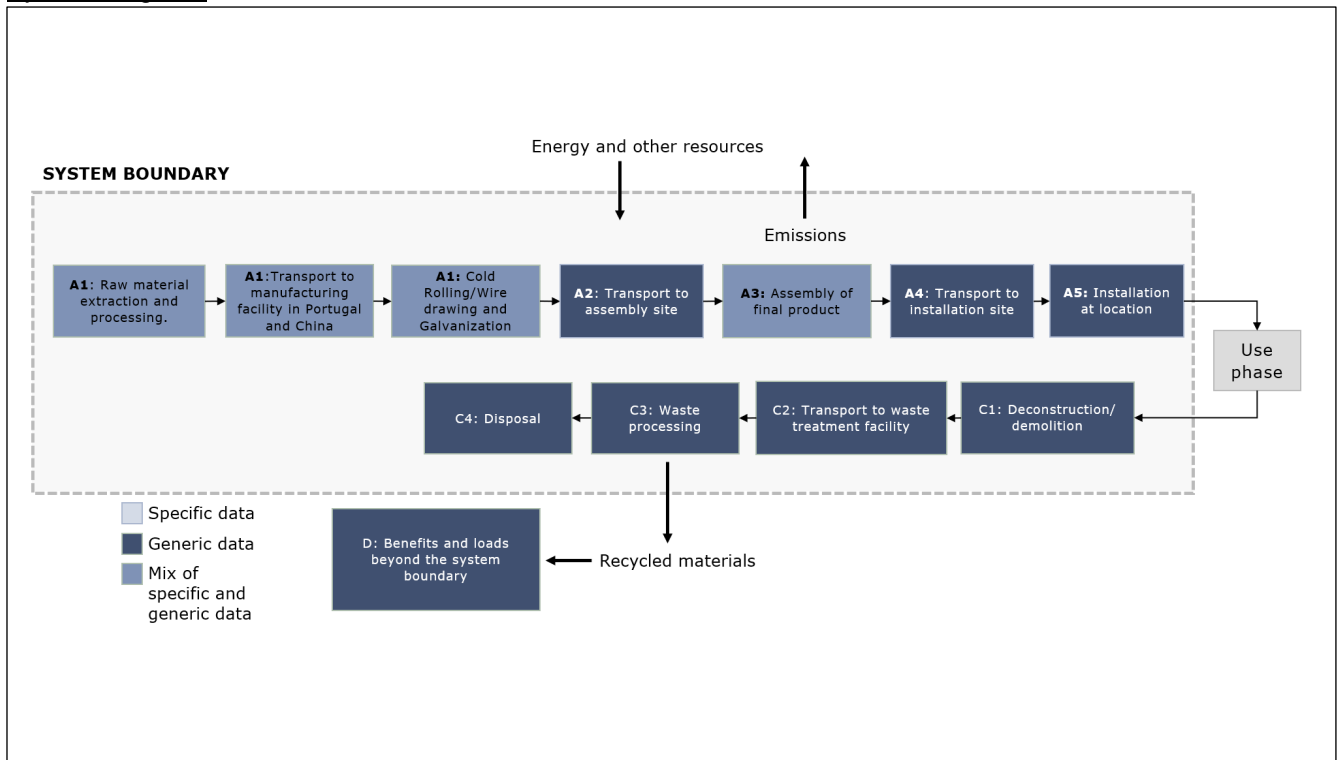 Energy and other resources
SYSTEM BOUNDARY
Emissions
A1: Raw material
extraction and
processing.
A1:Transport to
manufacturing
facility in Portugal
and China
A1: Cold
Rolling/Wire
drawing and
Galvanization
A2: Transport to
assembly site
A3: Assembly of
final product
A4: Transport to
installation site
A5: Installation
at location
Use
phase
C4: Disposal
C3: Waste
processing
C2: Transport to waste
treatment facility
C1: Deconstruction/
demolition
Specific data
Generic data
Mix of
specific and
generic data
D: Benefits and loads
beyond the system
boundary
Recycled materials